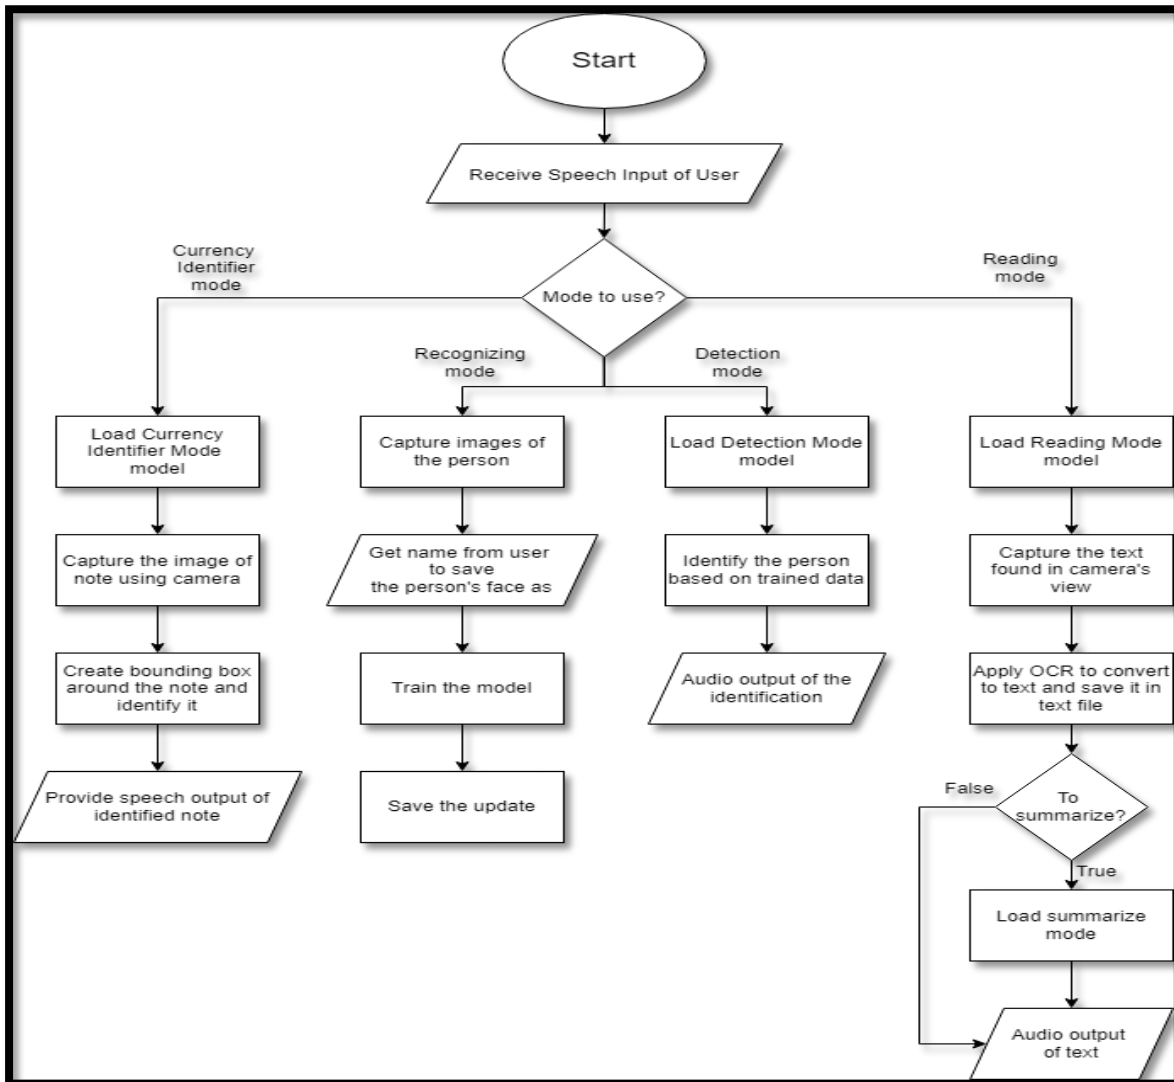 Start
Receive Speech Input of User
Mode to use?
Currency
Identifier
mode
Recognizing
mode
Detection
mode
Reading
mode
Load Currency
Identifier Mode
model
Capture the image of
note using camera
Create bounding box
around the note and
identify it
Provide speech output of
identified note
Capture images of
the person
Get name from user
to save
the person's face as
Train the model
Save the update
Load Detection Mode
model
Identify the person
based on trained data
Audio output of the
identification
Load Reading Mode
model
Capture the text
found in camera's
view
Apply OCR to convert
to text and save it in
text file
To
summarize?
False
True
Load summarize
mode
Audio output
of text